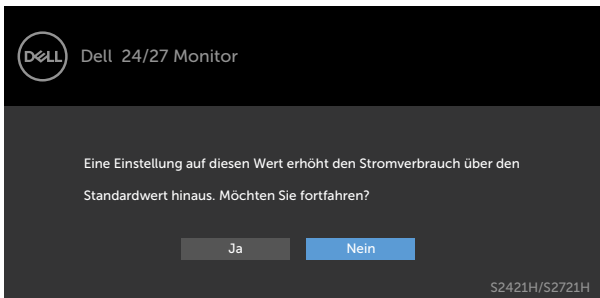 DELL
Dell 24/27 Monitor
Eine Einstellung auf diesen Wert erhöht den Stromverbrauch über den
Standardwert hinaus. Möchten Sie fortfahren?
Ja
Nein
S2421H/S2721H